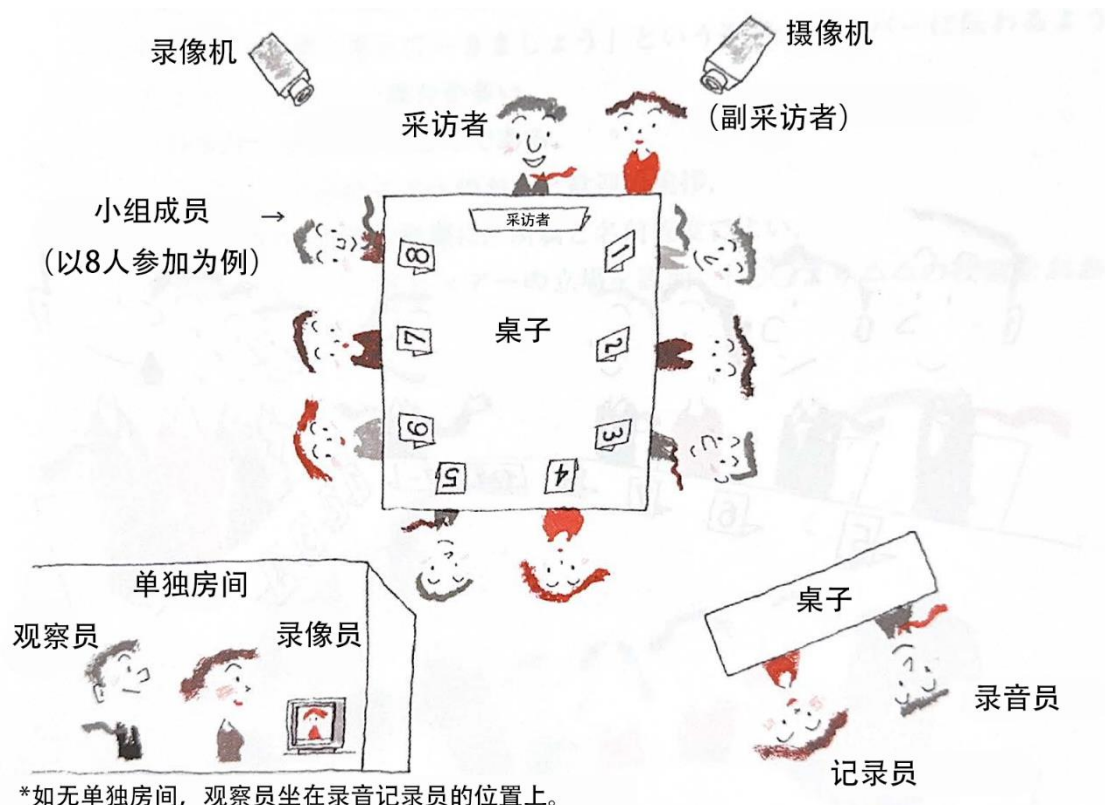 录像机
摄像机
采访者
(副采访者)
小组成员 →
(以8人参加为例)
采访者
8
1
7
桌子
2
6
3
5
4
单独房间
观察员
录像员
桌子
录音员
记录员
*如无单独房间，观察员坐在录音记录员的位置上。